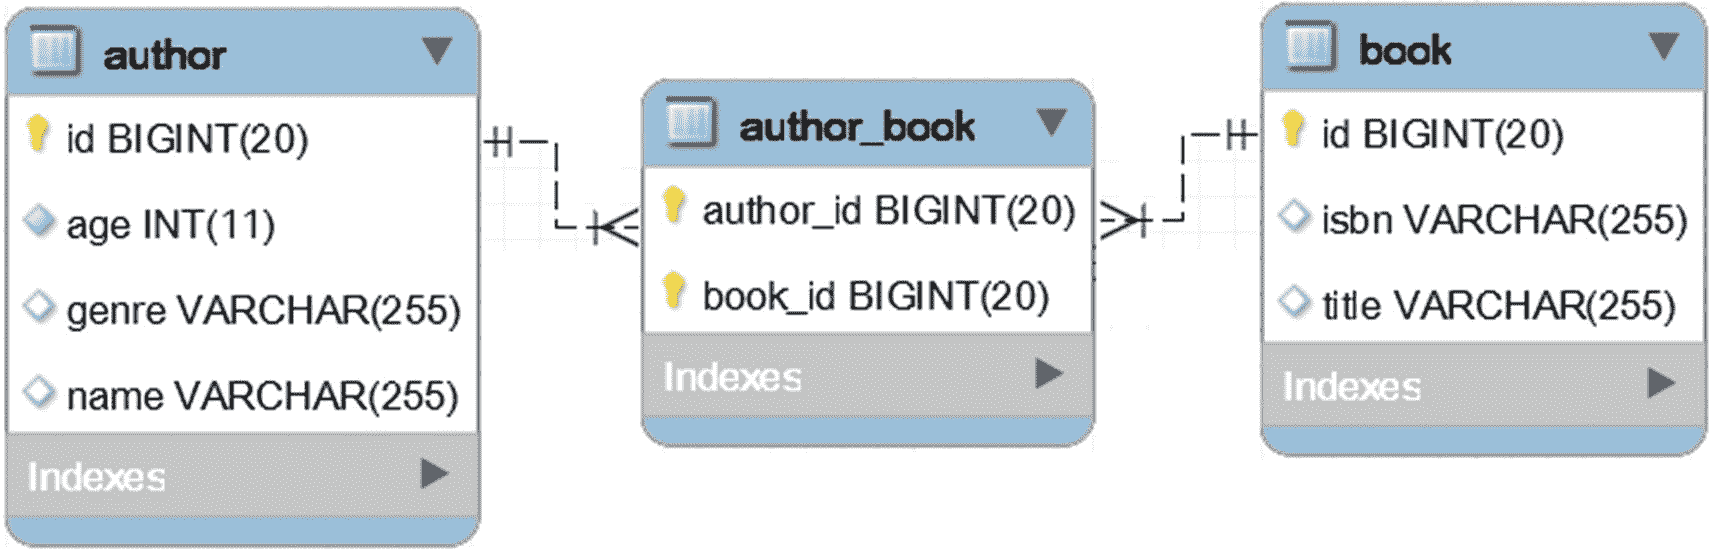 author
id BIGINT(20)
age INT(11)
genre VARCHAR(255)
name VARCHAR(255)
Indexes
author_book
author_id BIGINT(20)
book_id BIGINT(20)
Indexes
book
id BIGINT(20)
isbn VARCHAR(255)
title VARCHAR(255)
Indexes